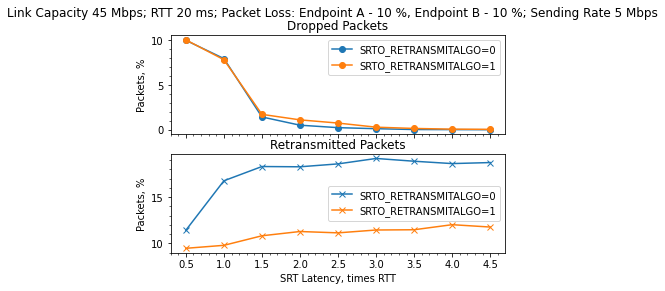 Link Capacity 45 Mbps; RTT 20 ms; Packet Loss: Endpoint A - 10 %, Endpoint B - 10 %; Sending Rate 5 Mbps
Dropped Packets
10
5
0
Packets, %
SRTO_RETRANSMITALGO=0
SRTO_RETRANSMITALGO=1
Retransmitted Packets
15
10
Packets, %
SRTO_RETRANSMITALGO=0
SRTO_RETRANSMITALGO=1
0.5 1.0 1.5 2.0 2.5 3.0 3.5 4.0 4.5
SRT Latency, times RTT